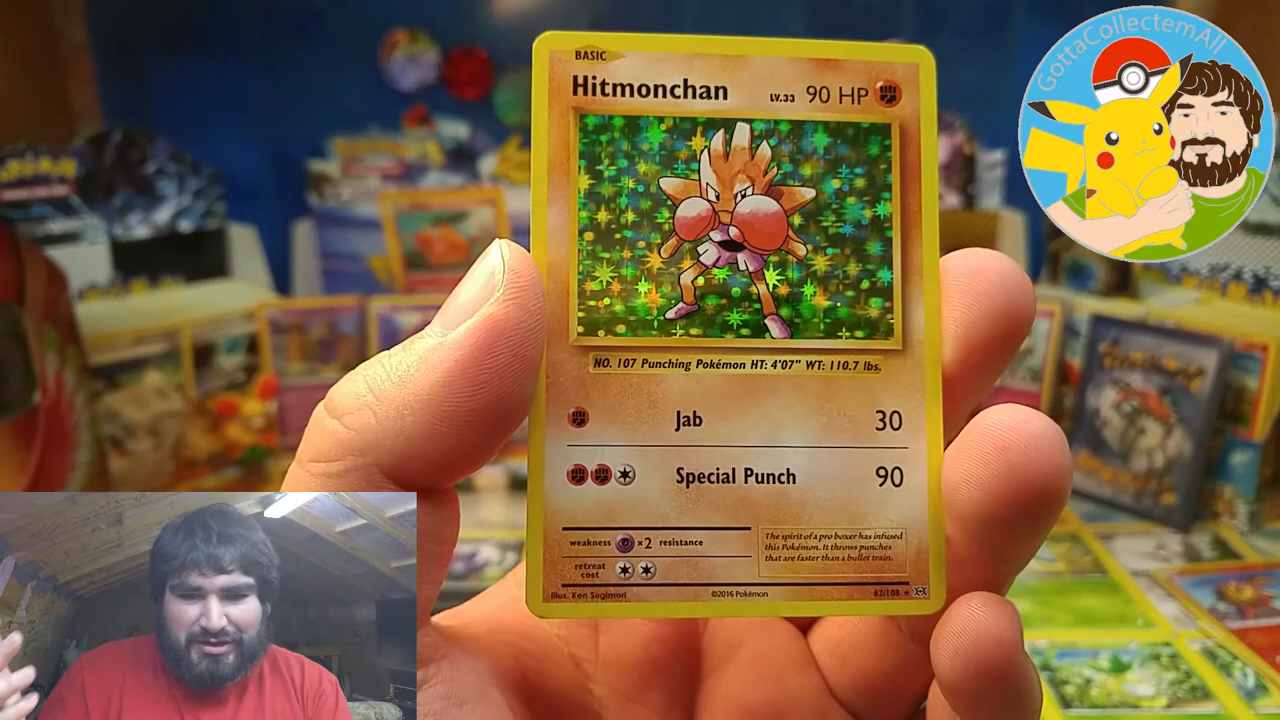 BASIC
Hitmonchan LV.33 90 HP
NO. 107 Punching Pokémon HT: 4'07" WT: 110.7 lbs.
Jab 30
Special Punch 90
weakness ×2 resistance
retreat cost
The spirit of a pro boxer has infused
this Pokémon. It throws punches
that are faster than a bullet train.
Illus. Ken Sugimori ©2016 Pokémon 62/108
GottaCollectemAll